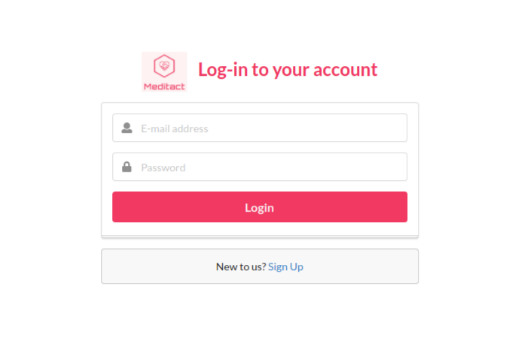 Meditact
Log-in to your account
E-mail address
Password
Login
New to us? Sign Up